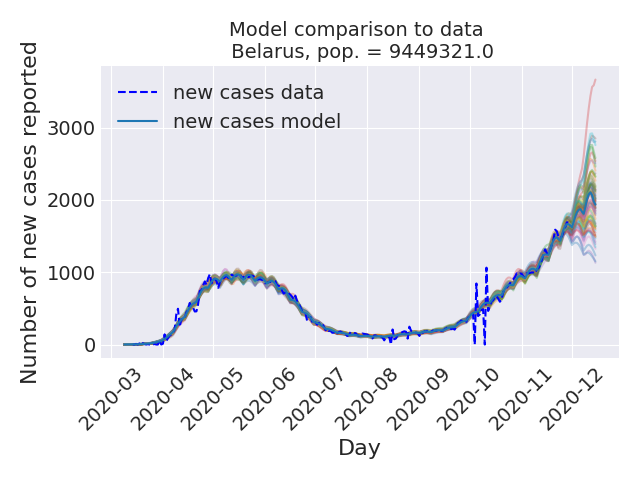 Model comparison to data
Belarus, pop. = 9449321.0
Number of new cases reported
new cases data
new cases model
3000
2000
1000
0
2020-03
2020-04
2020-05
2020-06
2020-07
2020-08
2020-09
2020-10
2020-11
2020-12
Day